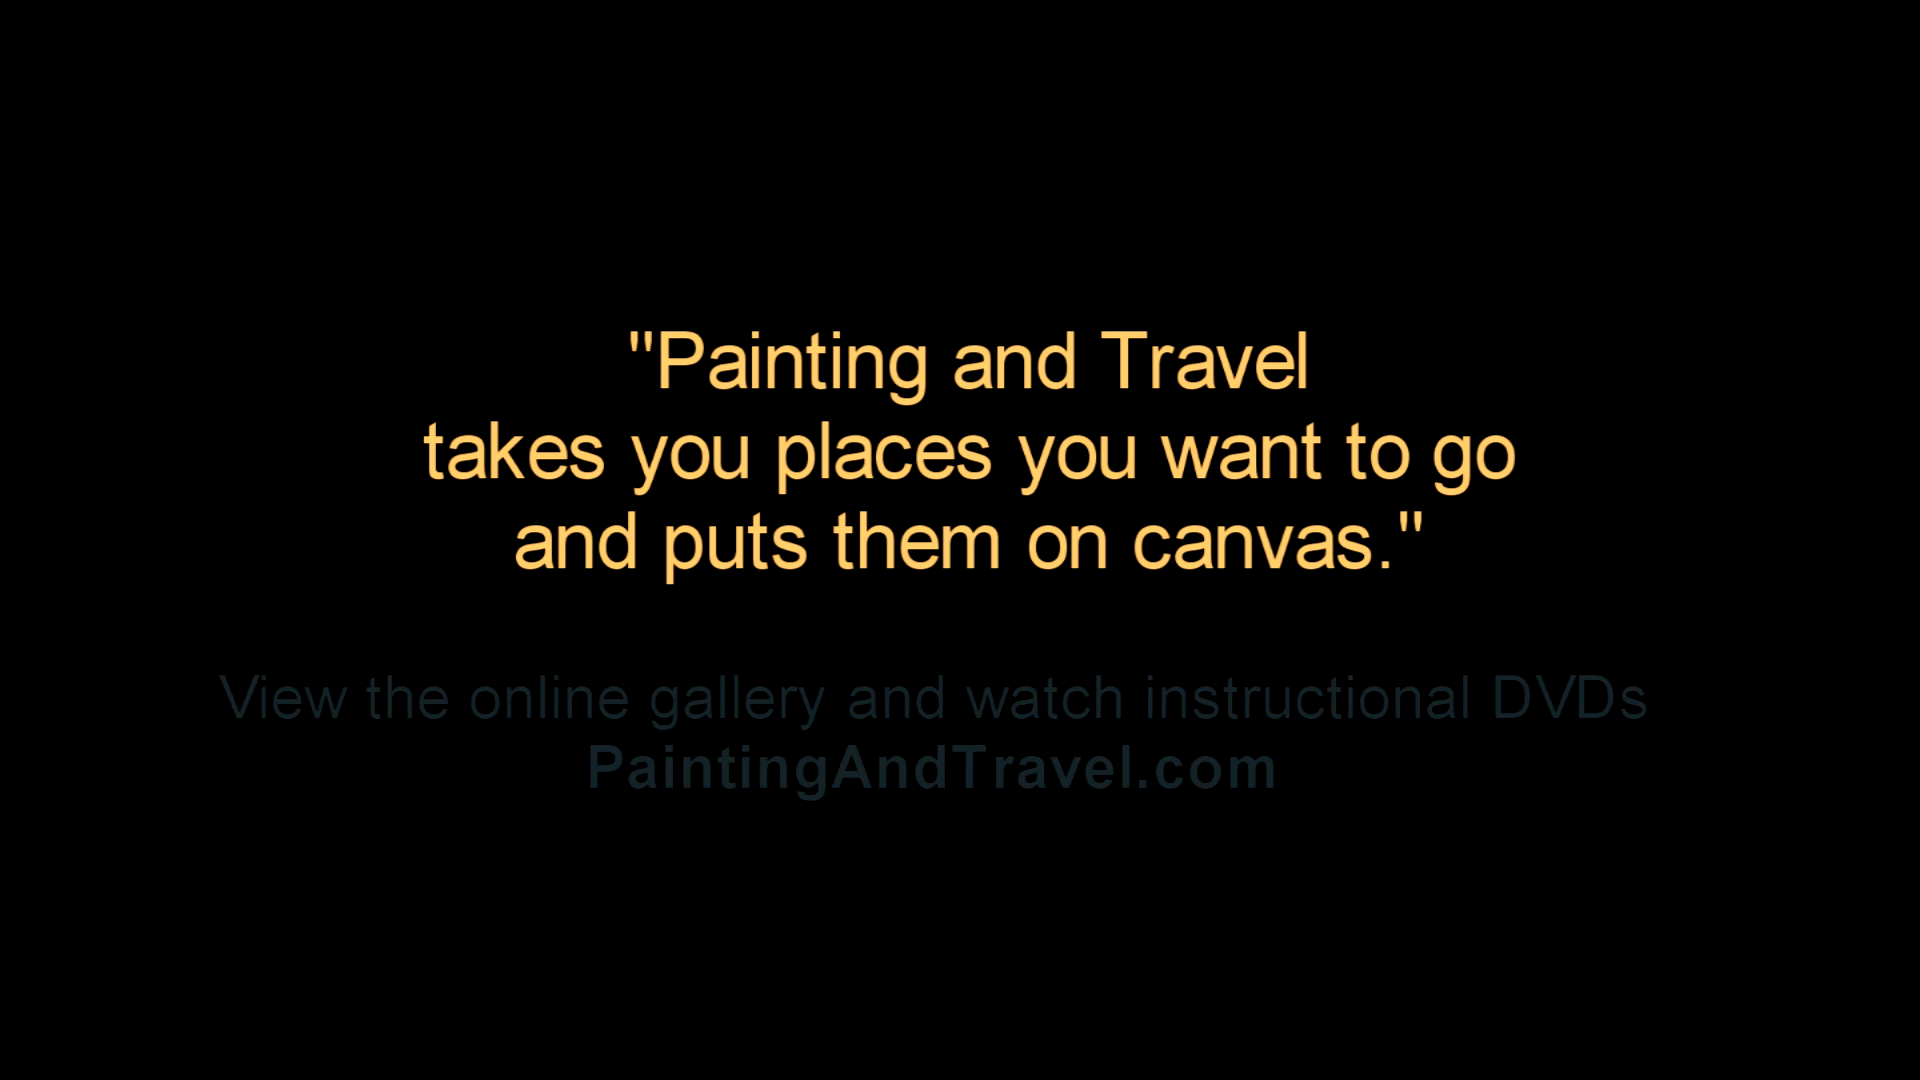 "Painting and Travel
takes you places you want to go
and puts them on canvas."
View the online gallery and watch instructional DVDs
PaintingAndTravel.com